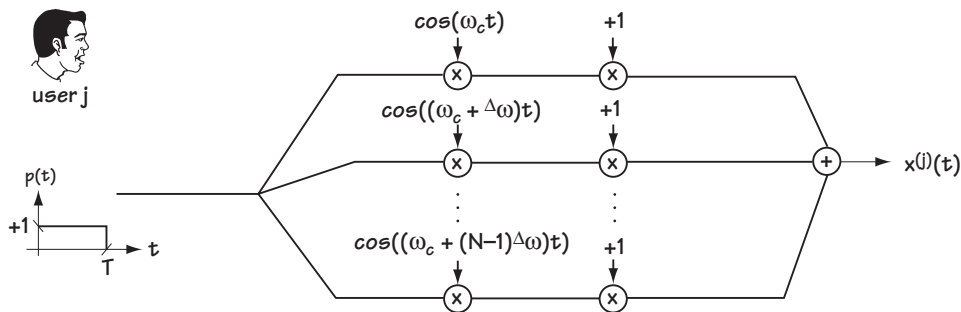 cos(ω_c t)
+1
x
x
user j
cos((ω_c + Δω)t)
+1
x
x
+
x^(j)(t)
p(t)
+1
t
T
cos((ω_c + (N–1)Δω)t)
+1
x
x